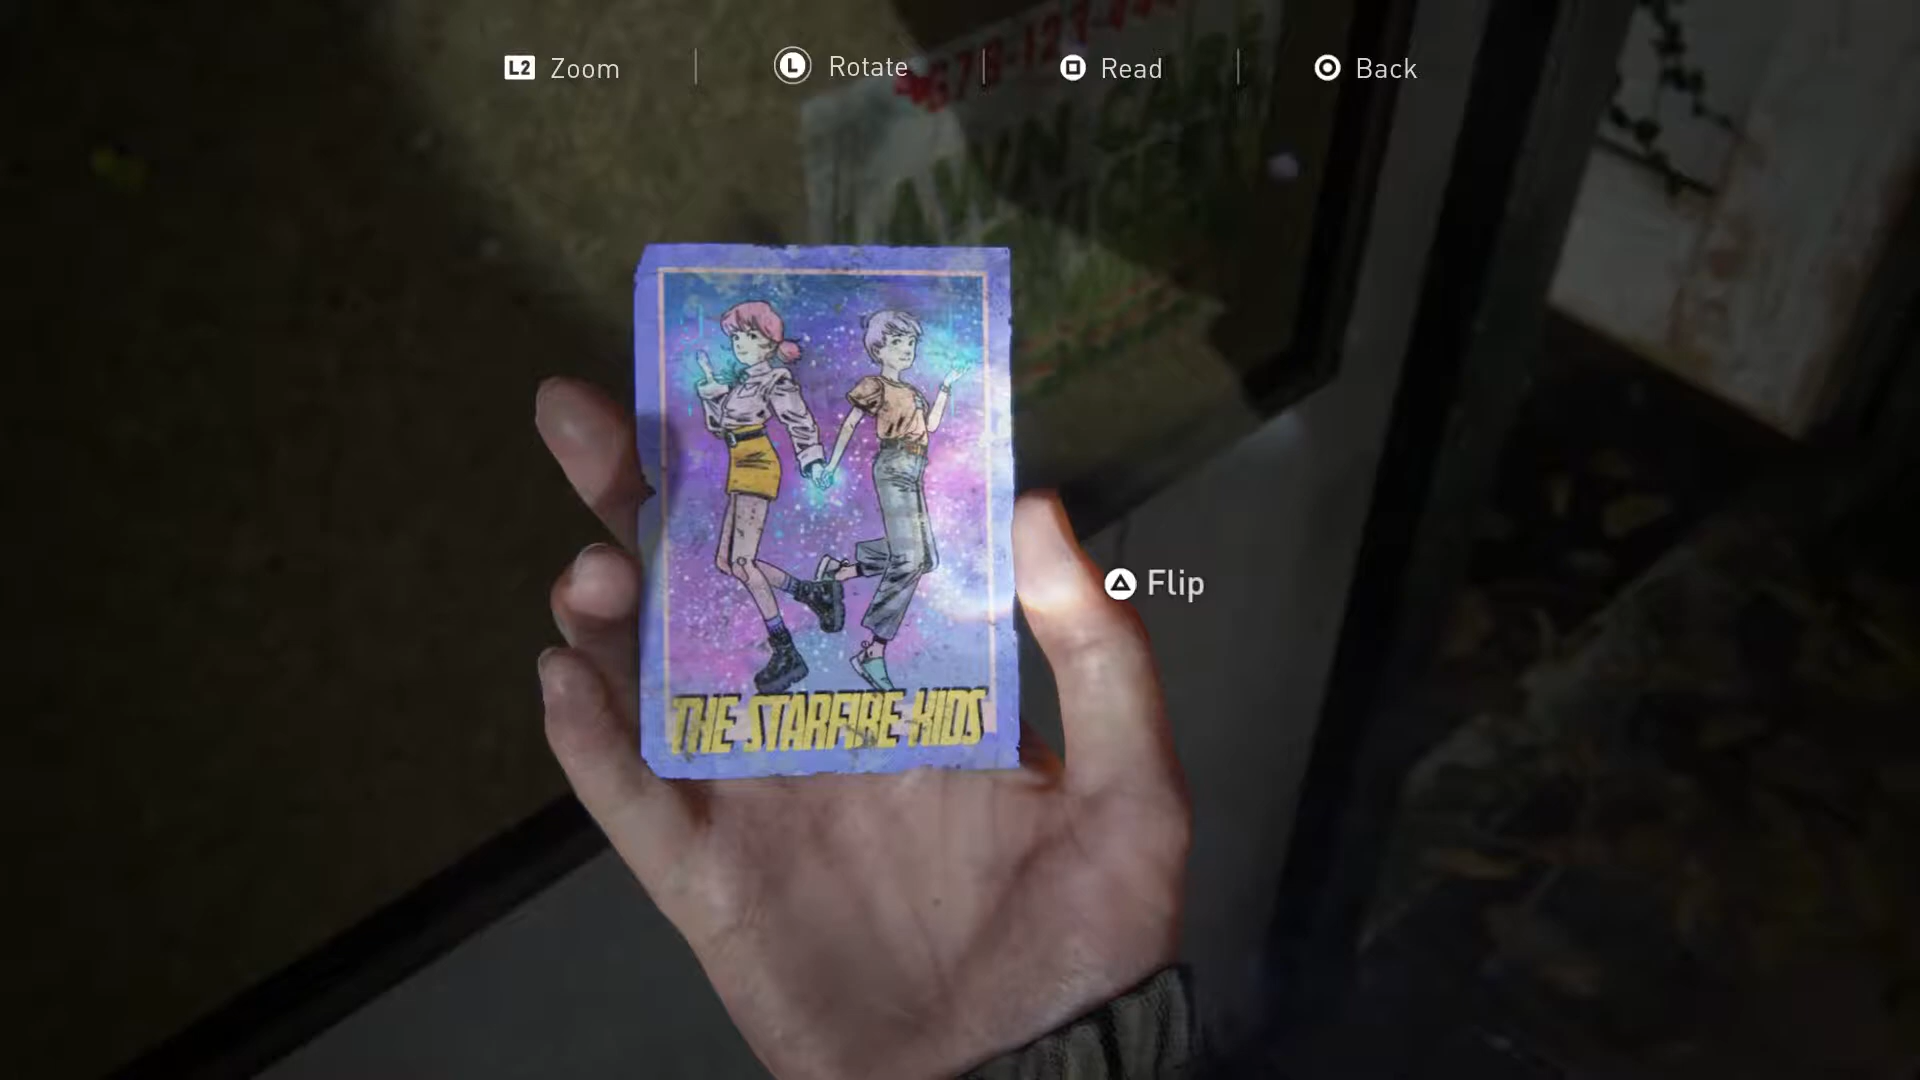 L2 Zoom
L Rotate
Read
Back
Flip
THE STARFIRE KIDS